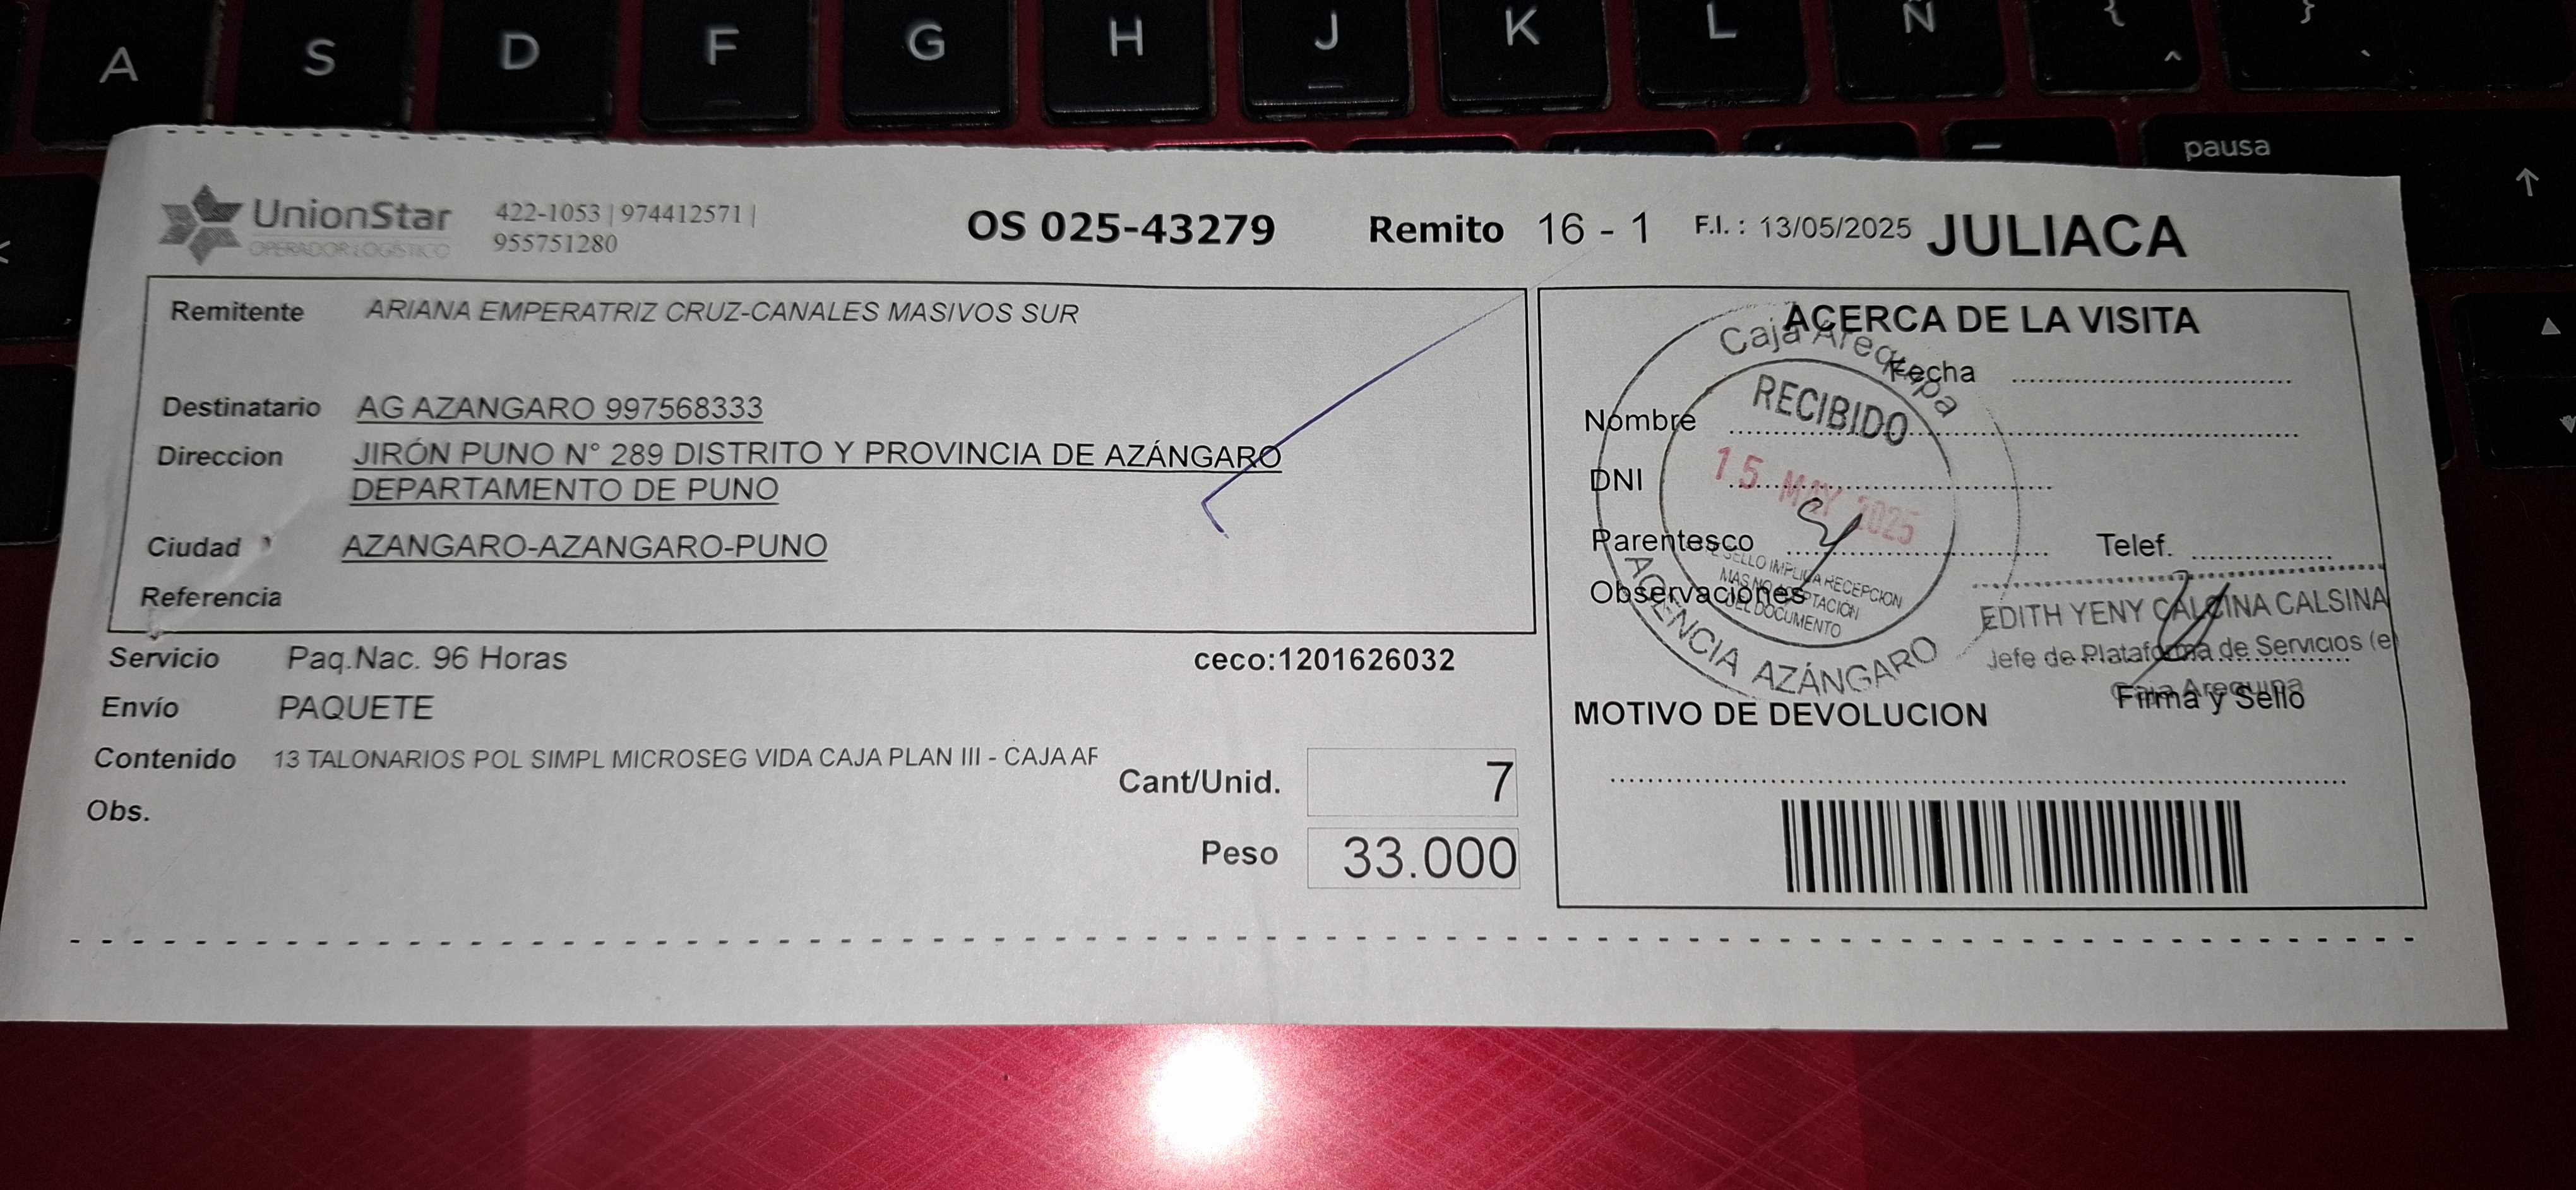 A S D F G H J K L Ñ { ^ } `
pausa ↑
<
UnionStar
OPERADOR LOGÍSTICO
422-1053 | 974412571 |
955751280
OS 025-43279
Remito 16 - 1
F.I. : 13/05/2025
JULIACA
Remitente ARIANA EMPERATRIZ CRUZ-CANALES MASIVOS SUR
Destinatario AG AZANGARO 997568333
Direccion JIRÓN PUNO N° 289 DISTRITO Y PROVINCIA DE AZÁNGARO
DEPARTAMENTO DE PUNO
Ciudad AZANGARO-AZANGARO-PUNO
Referencia
Servicio Paq.Nac. 96 Horas
ceco:1201626032
Envío PAQUETE
Contenido 13 TALONARIOS POL SIMPL MICROSEG VIDA CAJA PLAN III - CAJA AF
Cant/Unid. 7
Obs.
Peso 33.000
ACERCA DE LA VISITA
Fecha
Nombre
DNI
Parentesco
Telef.
Observaciones
Firma y Sello
MOTIVO DE DEVOLUCION
Caja Arequipa
RECIBIDO
15 MAY 2025
SELLO IMPLICA RECEPCION
MAS NO ACEPTACIÓN
DEL DOCUMENTO
AGENCIA AZÁNGARO
EDITH YENY CALCINA CALSINA
Jefe de Plataforma de Servicios (e)
Caja Arequipa